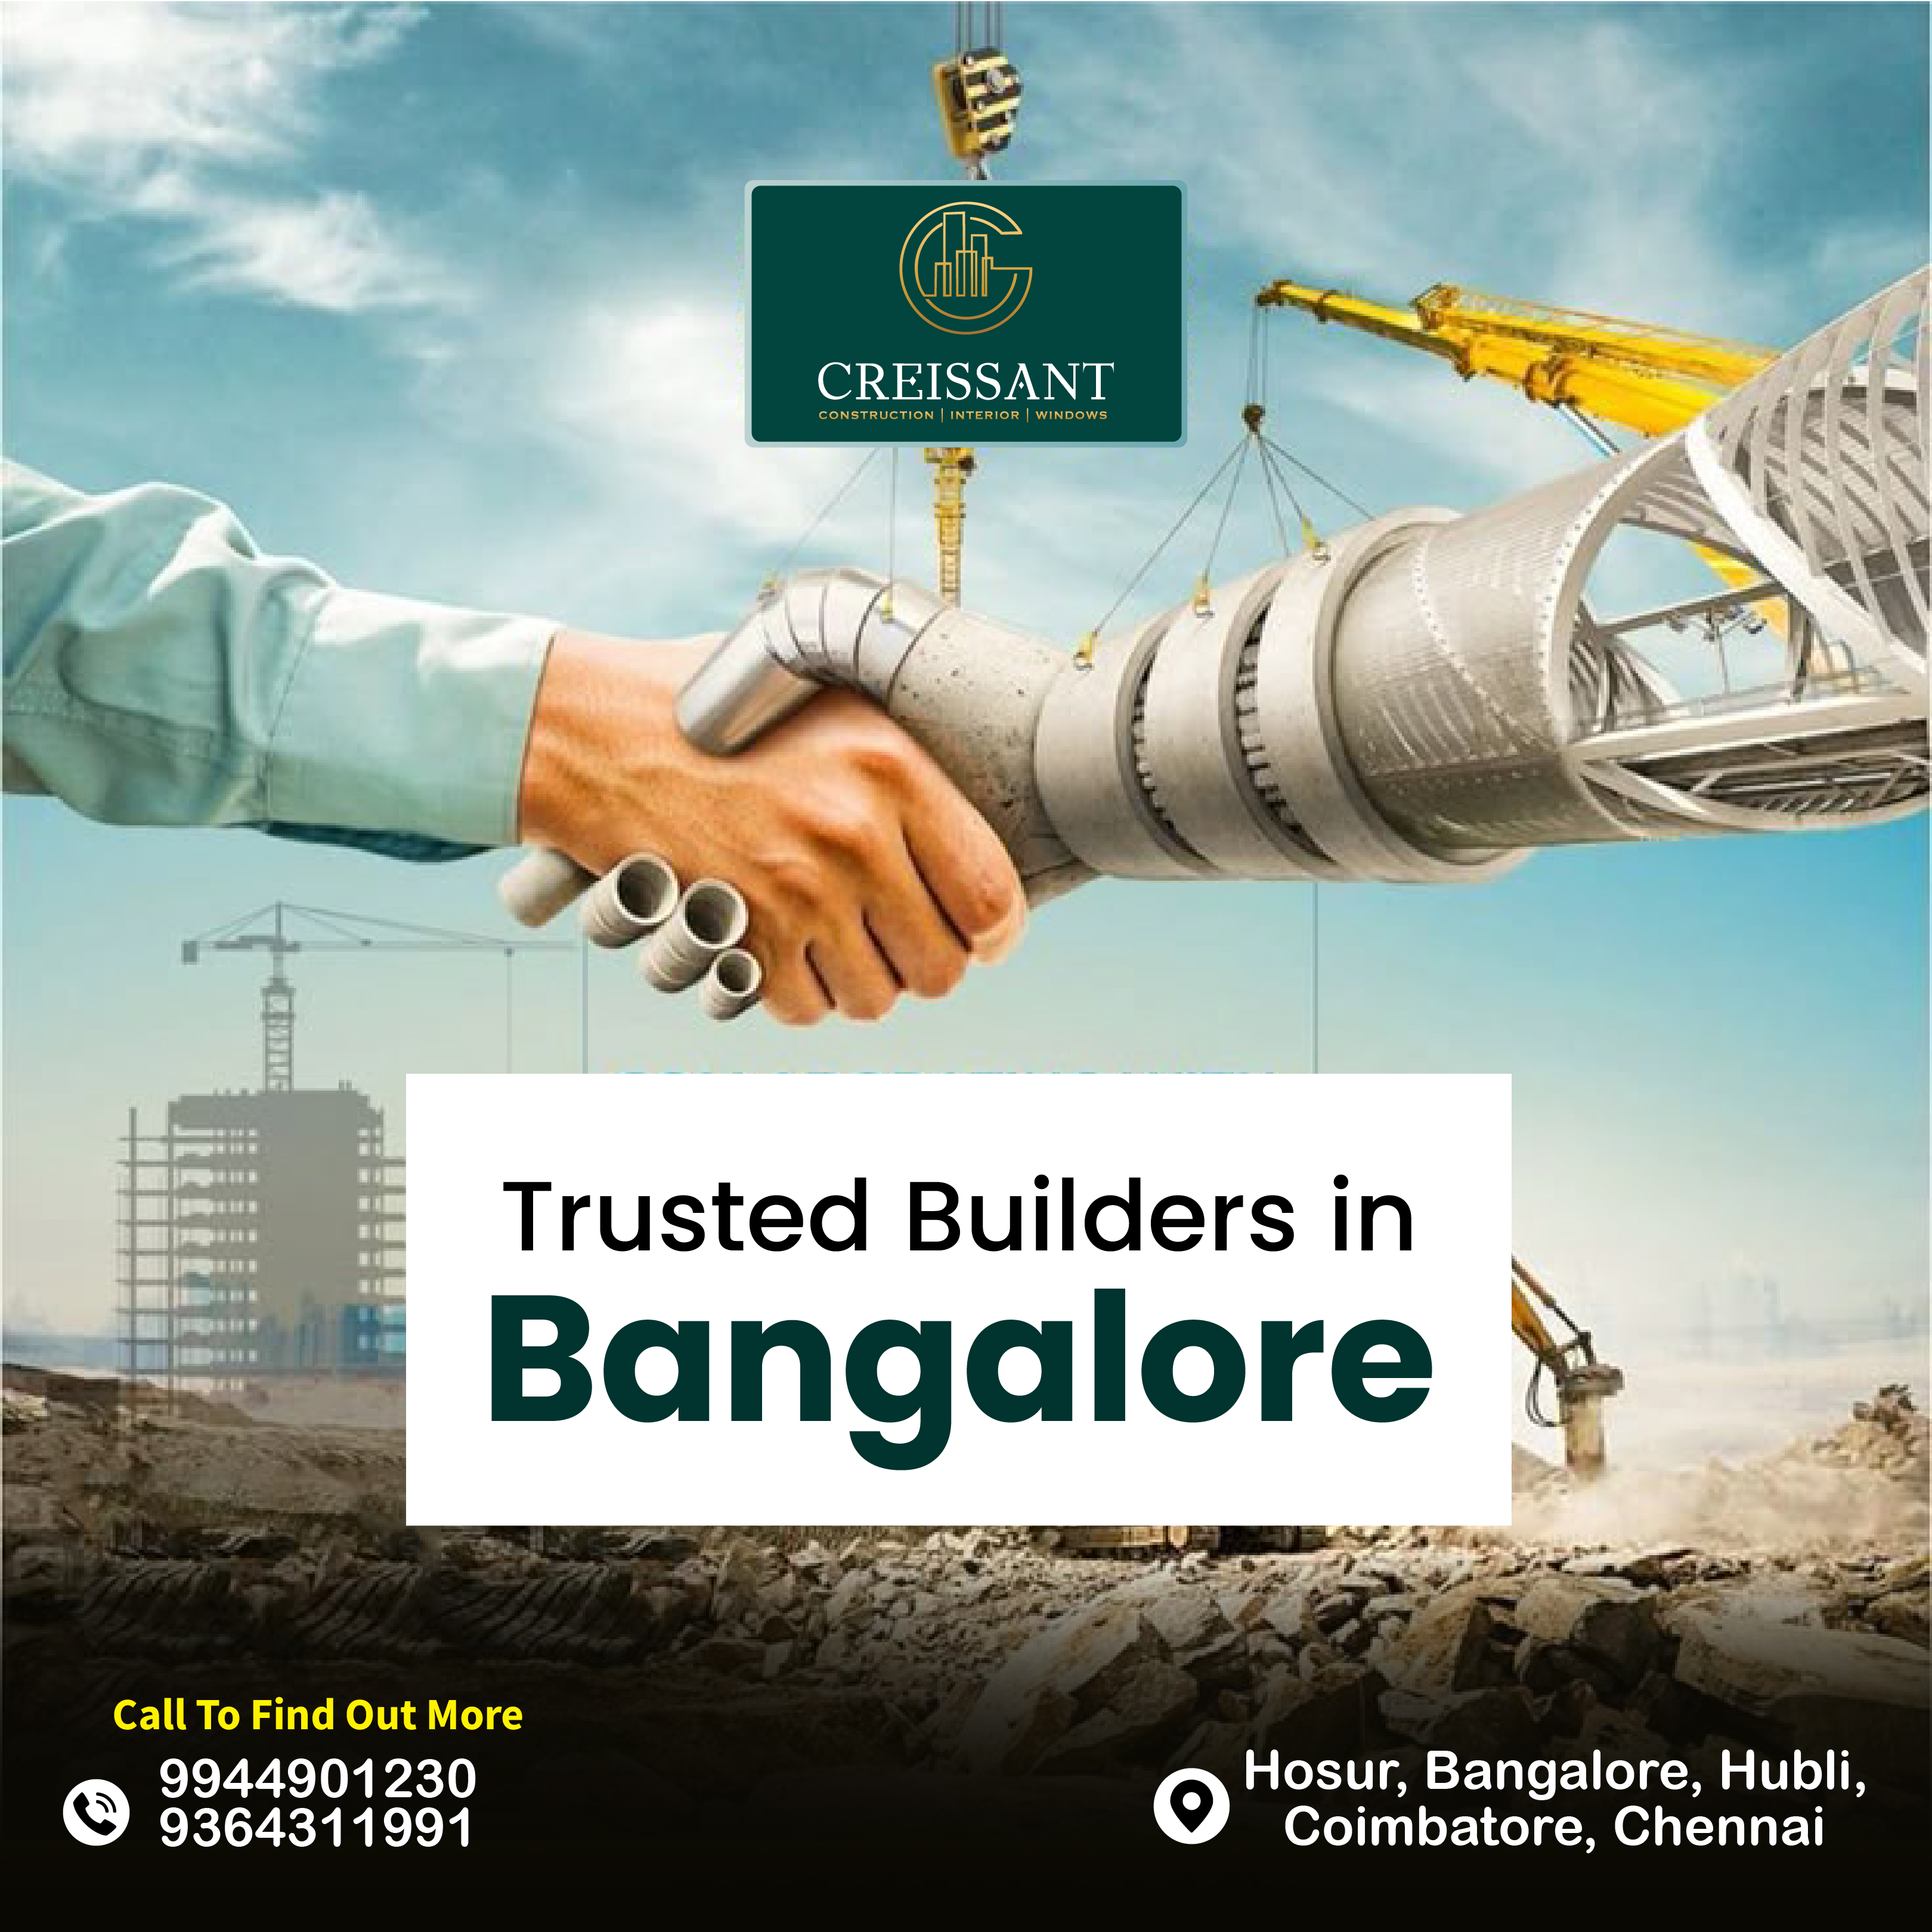 CREISSANT
CONSTRUCTION | INTERIOR | WINDOWS
Trusted Builders in
Bangalore
Call To Find Out More
9944901230
9364311991
Hosur, Bangalore, Hubli,
Coimbatore, Chennai